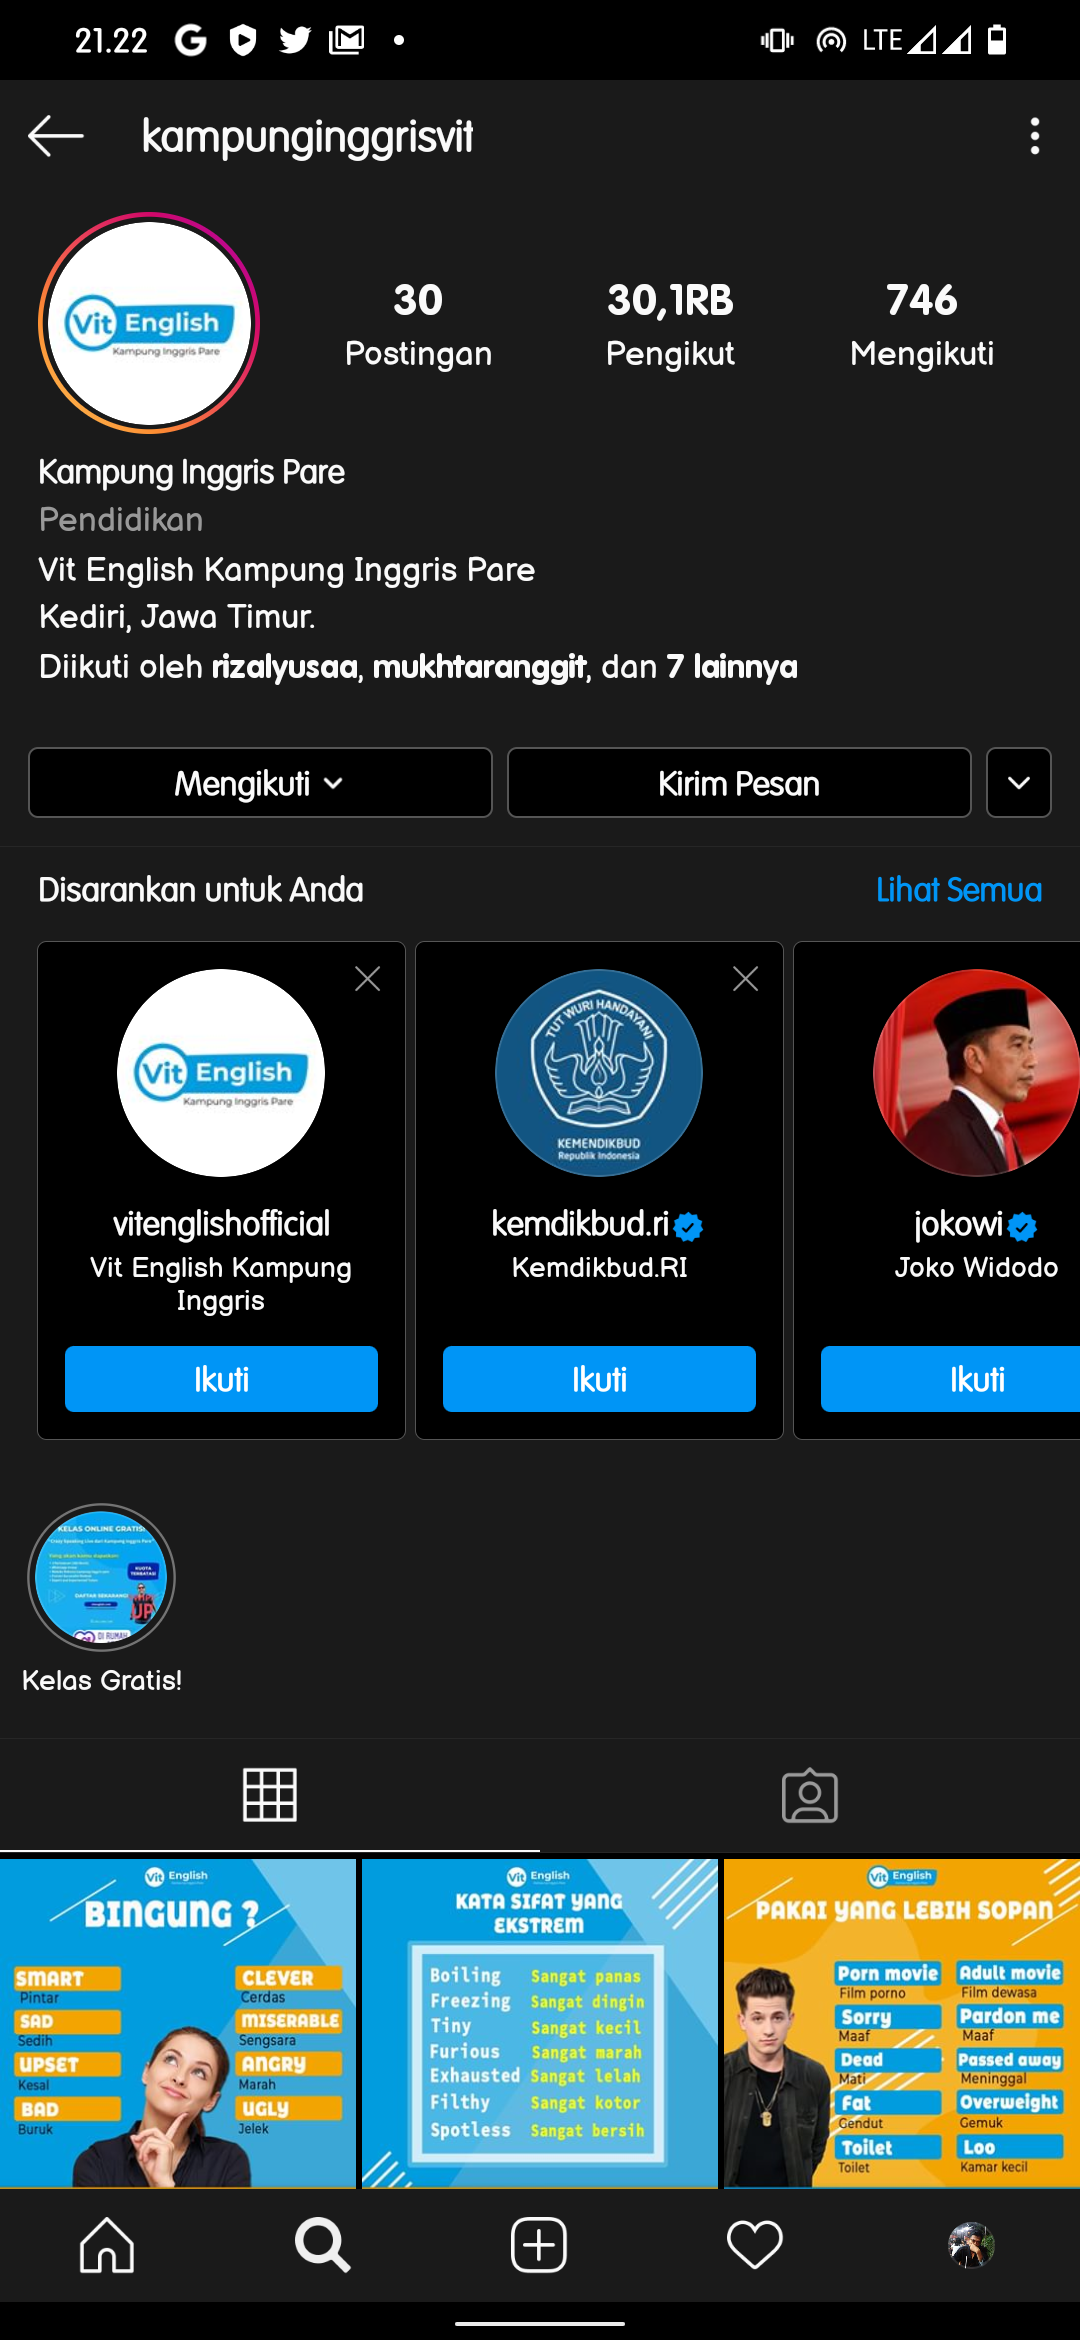 21.22
LTE
kampunginggrisvit
Vit English
Kampung Inggris Pare
30
Postingan
30,1RB
Pengikut
746
Mengikuti
Kampung Inggris Pare
Pendidikan
Vit English Kampung Inggris Pare
Kediri, Jawa Timur.
Diikuti oleh rizalyusaa, mukhtaranggit, dan 7 lainnya
Mengikuti
Kirim Pesan
Disarankan untuk Anda
Lihat Semua
Vit English
Kampung Inggris Pare
vitenglishofficial
Vit English Kampung
Inggris
Ikuti
TUT WURI HANDAYANI
KEMENDIKBUD
Republik Indonesia
kemdikbud.ri
Kemdikbud.RI
Ikuti
jokowi
Joko Widodo
Ikuti
KELAS ONLINE GRATIS!
KUOTA
TERBATAS!
DAFTAR SEKARANG!
UP
DI RUMAH
Kelas Gratis!
Vit English
BINGUNG ?
SMART
Pintar
CLEVER
Cerdas
SAD
Sedih
MISERABLE
Sengsara
UPSET
Kesal
ANGRY
Marah
BAD
Buruk
UGLY
Jelek
Vit English
KATA SIFAT YANG
EKSTREM
Boiling Sangat panas
Freezing Sangat dingin
Tiny Sangat kecil
Furious Sangat marah
Exhausted Sangat lelah
Filthy Sangat kotor
Spotless Sangat bersih
Vit English
PAKAI YANG LEBIH SOPAN
Porn movie
Film porno
Adult movie
Film dewasa
Sorry
Maaf
Pardon me
Maaf
Dead
Mati
Passed away
Meninggal
Fat
Gendut
Overweight
Gemuk
Toilet
Toilet
Loo
Kamar kecil